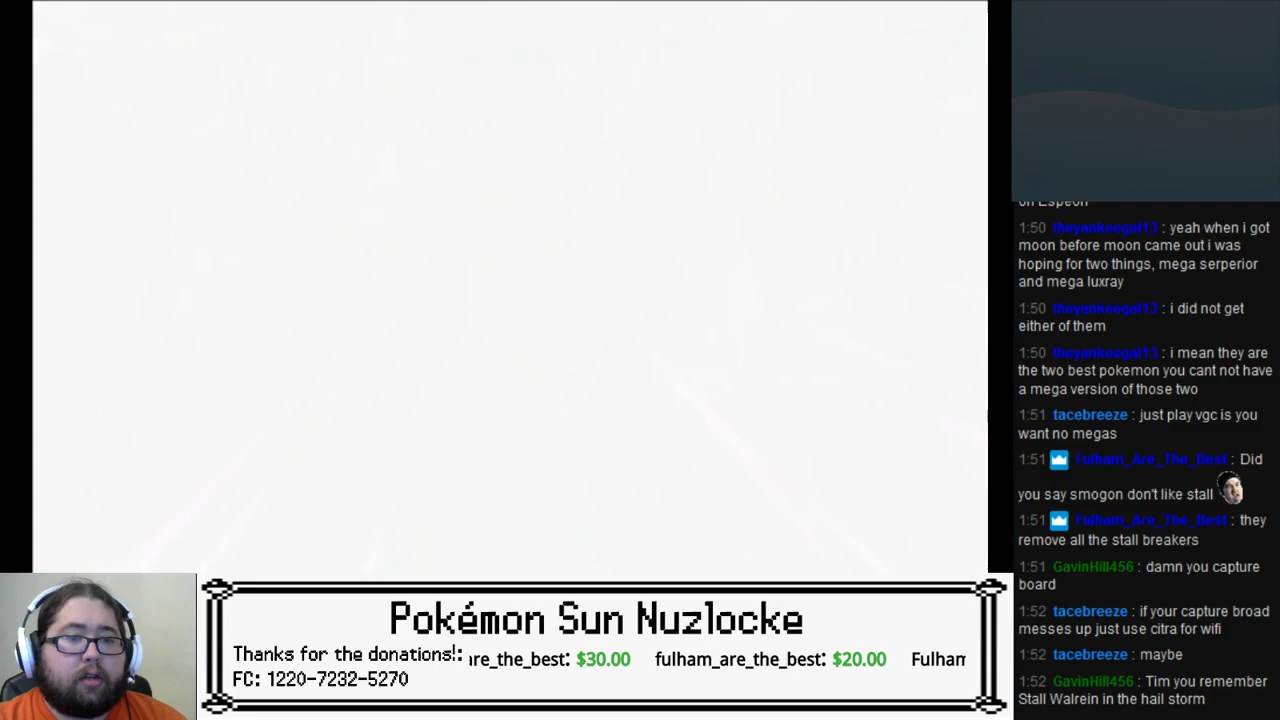 on Espeon
1:50 theyankeegal13 : yeah when i got
moon before moon came out i was
hoping for two things, mega serperior
and mega luxray
1:50 theyankeegal13 : i did not get
either of them
1:50 theyankeegal13 : i mean they are
the two best pokemon you cant not have
a mega version of those two
1:51 tacebreeze : just play vgc is you
want no megas
1:51 Fulham_Are_The_Best : Did
you say smogon don't like stall
1:51 Fulham_Are_The_Best : they
remove all the stall breakers
1:51 GavinHill456 : damn you capture
board
1:52 tacebreeze : if your capture broad
messes up just use citra for wifi
1:52 tacebreeze : maybe
1:52 GavinHill456 : Tim you remember
Stall Walrein in the hail storm
Pokémon Sun Nuzlocke
Thanks for the donations!: are_the_best: $30.00 fulham_are_the_best: $20.00 Fulham
FC: 1220-7232-5270